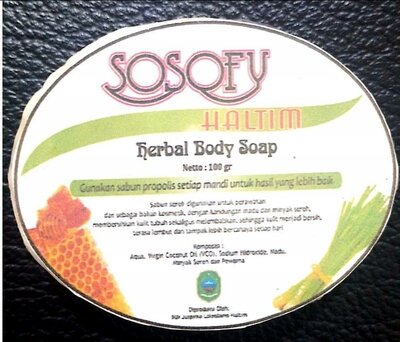 SOSOFY
HALTIM
Herbal Body Soap
Netto : 100 gr
Gunakan sabun propolis setiap mandi untuk hasil yang lebih baik
Sabun sereh digunakan untuk perawatan
dan sebagai bahan kosmetik, dengan kandungan madu dan minyak sereh,
membersihkan kulit tubuh sekaligus melembabkan, sehingga kulit menjadi bersih,
terasa lembut dan tampak lebih bercahaya setiap hari
Komposisi :
Aqua, Virgin Coconut Oil (VCO), Sodium Hidroxide, Madu,
Minyak Sereh dan Pewarna
Diproduksi Oleh:
Haltim